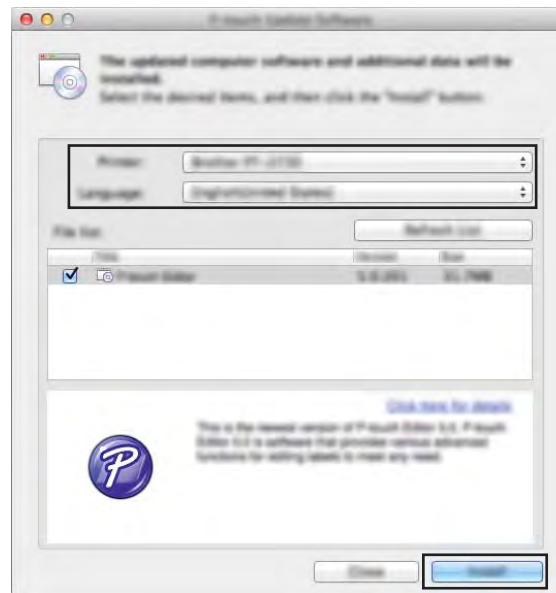 P-touch Update Software
The updated computer software and additional data will be
installed.
Select the desired items, and then click the "Install" button.
Printer:
Language: English(United States)
File list:
Refresh List
Title Version Size
P-touch Editor
Click here for details
This is the newest version of P-touch Editor 5.0. P-touch
Editor 5.0 is software that provides various advanced
functions for editing labels to meet any need.
P
Close Install